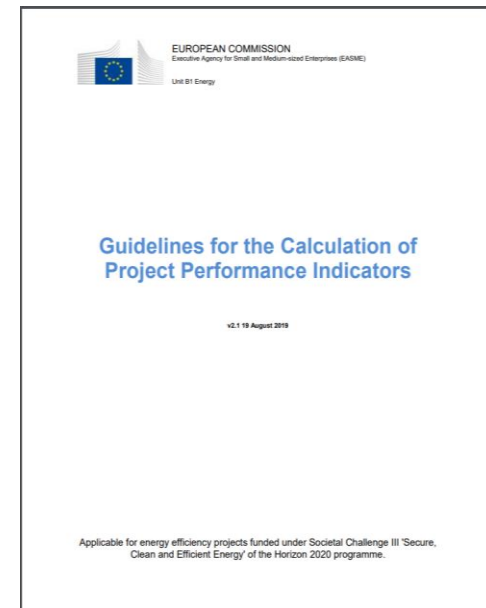 EUROPEAN COMMISSION
Executive Agency for Small and Medium-sized Enterprises (EASME)
Unit B1 Energy
Guidelines for the Calculation of
Project Performance Indicators
v2.1 19 August 2019
Applicable for energy efficiency projects funded under Societal Challenge III 'Secure,
Clean and Efficient Energy' of the Horizon 2020 programme.